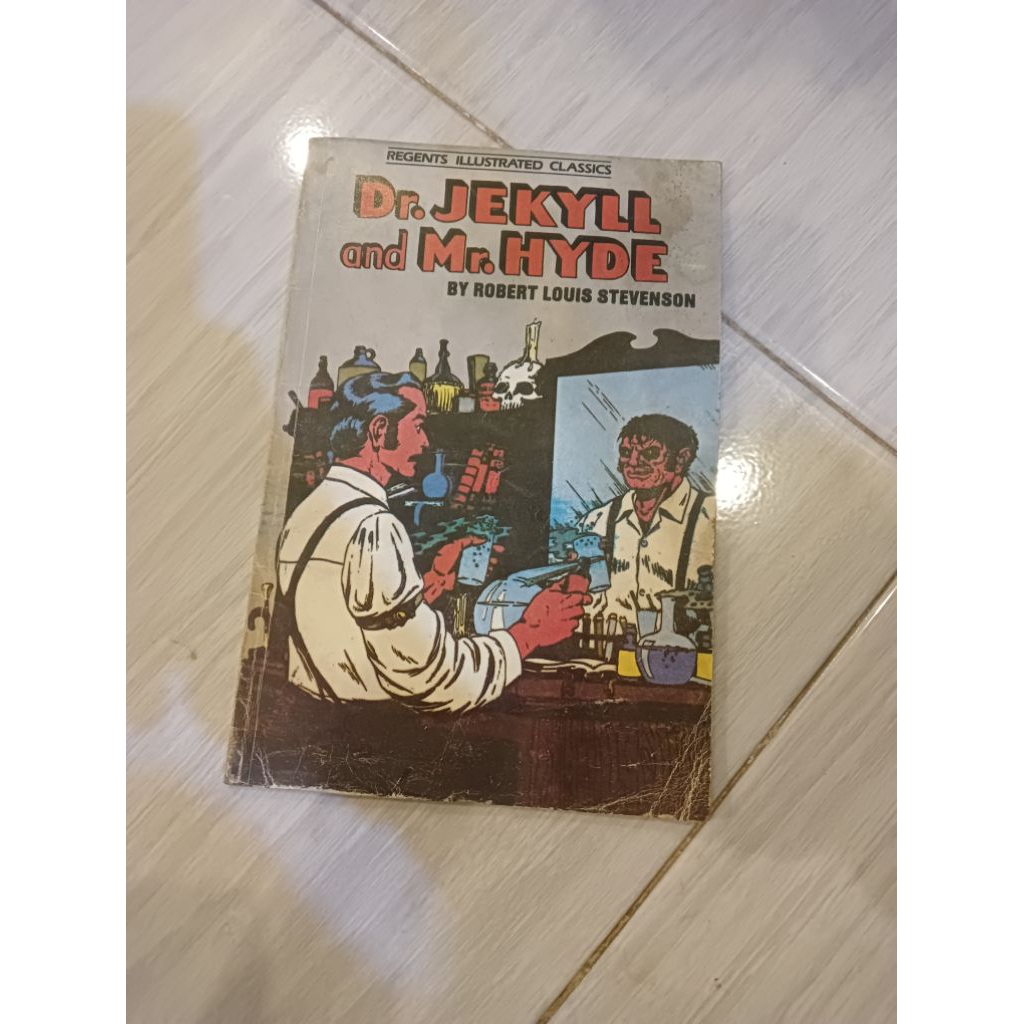 REGENTS ILLUSTRATED CLASSICS
Dr. JEKYLL
and Mr. HYDE
BY ROBERT LOUIS STEVENSON